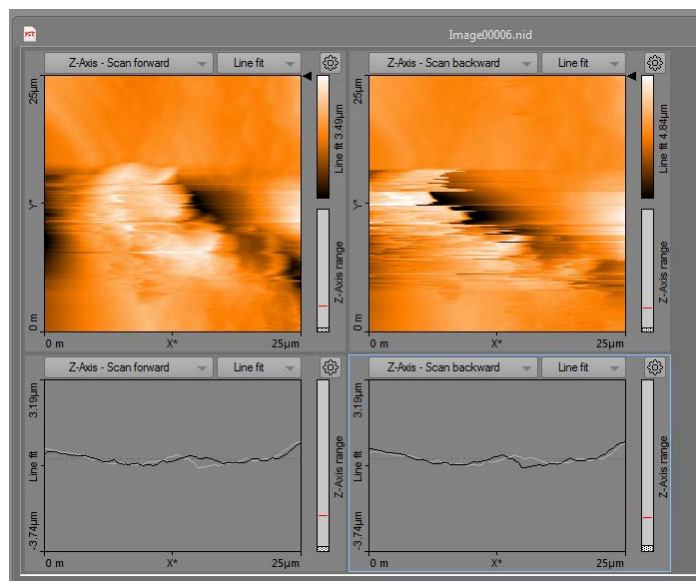 Image00006.nid
Z-Axis - Scan forward Line fit
25µm
Y*
0 m
0 m X* 25µm
Line fit 3.49µm
Z-Axis range
Z-Axis - Scan backward Line fit
25µm
Y*
0 m
0 m X* 25µm
Line fit 4.84µm
Z-Axis range
Z-Axis - Scan forward Line fit
3.19µm
Line fit
-3.74µm
0 m X* 25µm
Z-Axis range
Z-Axis - Scan backward Line fit
3.19µm
Line fit
-3.74µm
0 m X* 25µm
Z-Axis range